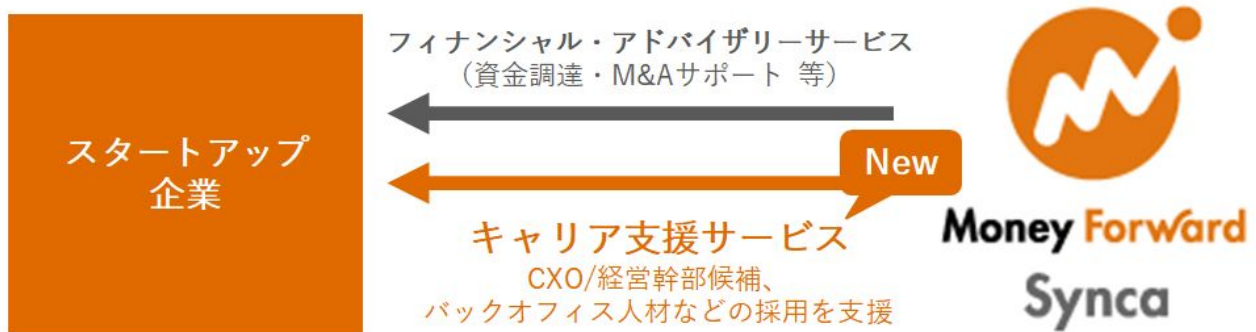 スタートアップ
企業
フィナンシャル・アドバイザリーサービス
（資金調達・M&Aサポート 等）
New
キャリア支援サービス
CXO/経営幹部候補、
バックオフィス人材などの採用を支援
Money Forward
Synca